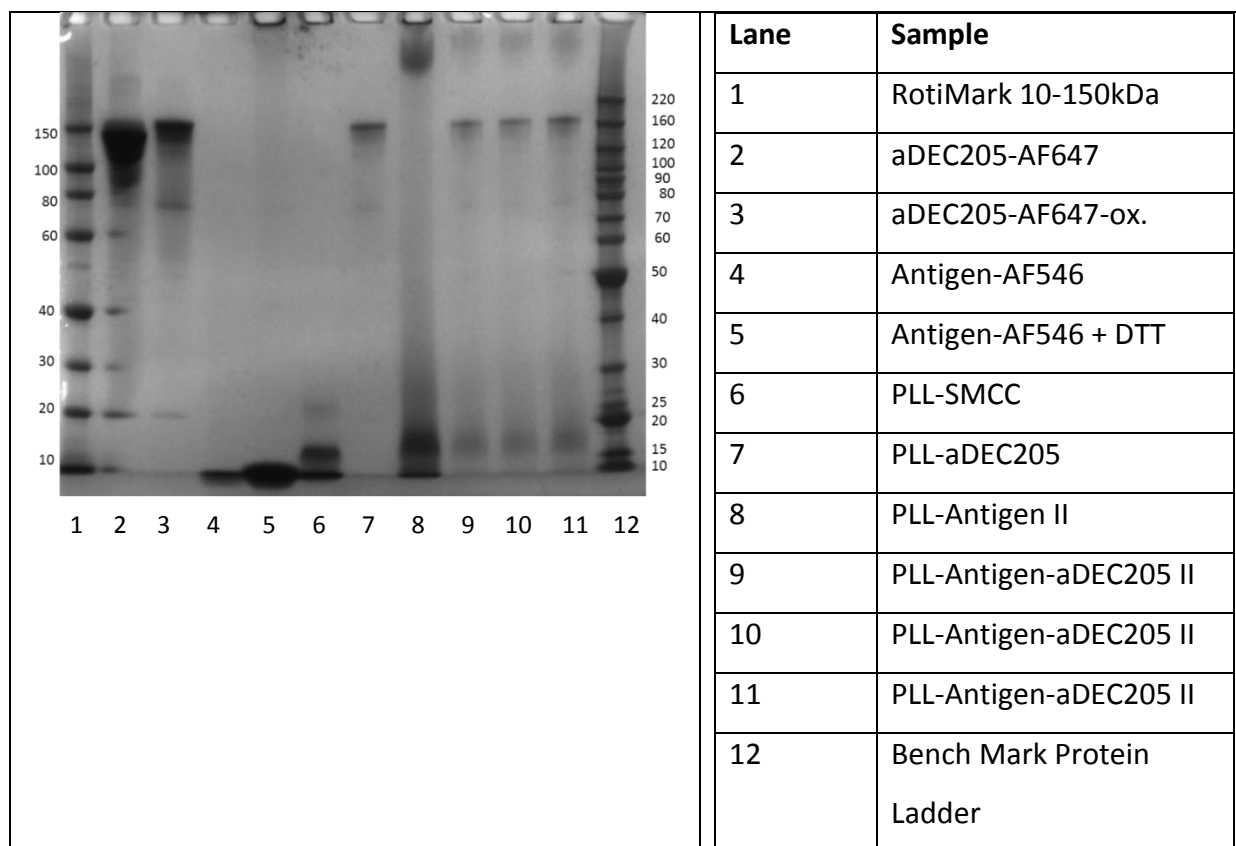 150
100
80
60
40
30
20
10
220
160
120
100
90
80
70
60
50
40
30
25
20
15
10
1 2 3 4 5 6 7 8 9 10 11 12
Lane Sample
1 RotiMark 10-150kDa
2 aDEC205-AF647
3 aDEC205-AF647-ox.
4 Antigen-AF546
5 Antigen-AF546 + DTT
6 PLL-SMCC
7 PLL-aDEC205
8 PLL-Antigen II
9 PLL-Antigen-aDEC205 II
10 PLL-Antigen-aDEC205 II
11 PLL-Antigen-aDEC205 II
12 Bench Mark Protein
Ladder